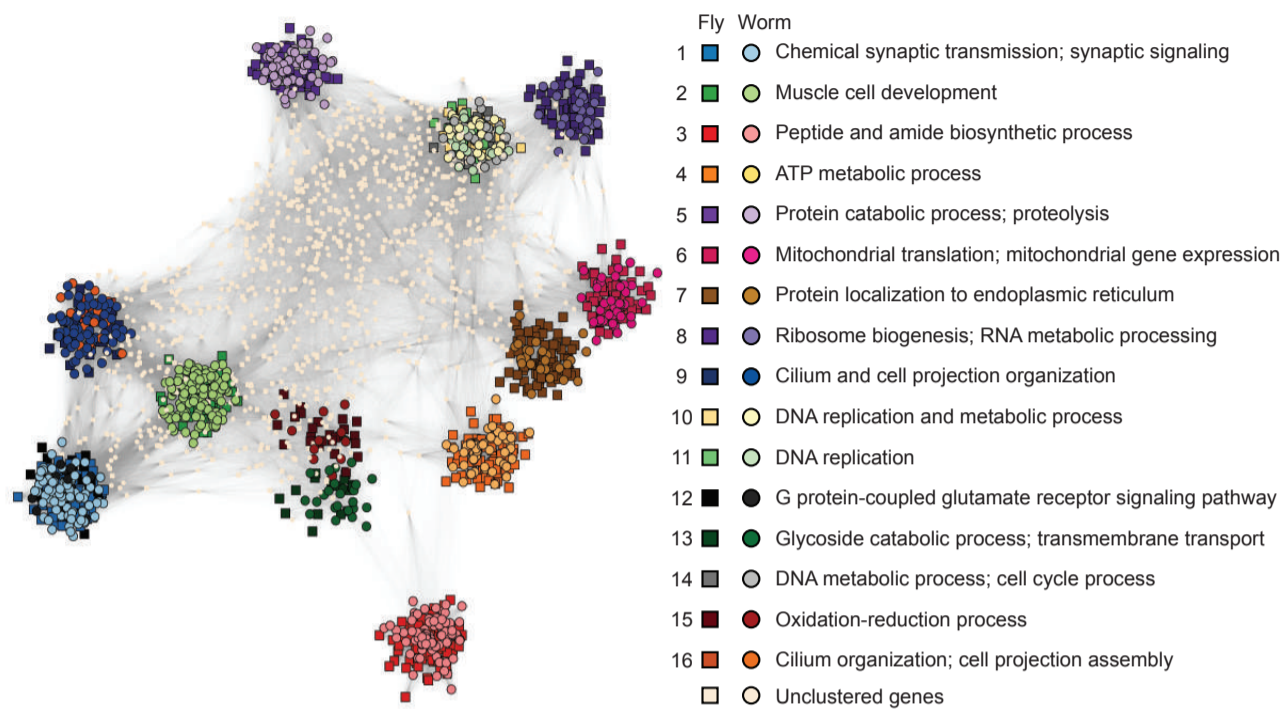 Fly Worm
1 Chemical synaptic transmission; synaptic signaling
2 Muscle cell development
3 Peptide and amide biosynthetic process
4 ATP metabolic process
5 Protein catabolic process; proteolysis
6 Mitochondrial translation; mitochondrial gene expression
7 Protein localization to endoplasmic reticulum
8 Ribosome biogenesis; RNA metabolic processing
9 Cilium and cell projection organization
10 DNA replication and metabolic process
11 DNA replication
12 G protein-coupled glutamate receptor signaling pathway
13 Glycoside catabolic process; transmembrane transport
14 DNA metabolic process; cell cycle process
15 Oxidation-reduction process
16 Cilium organization; cell projection assembly
Unclustered genes